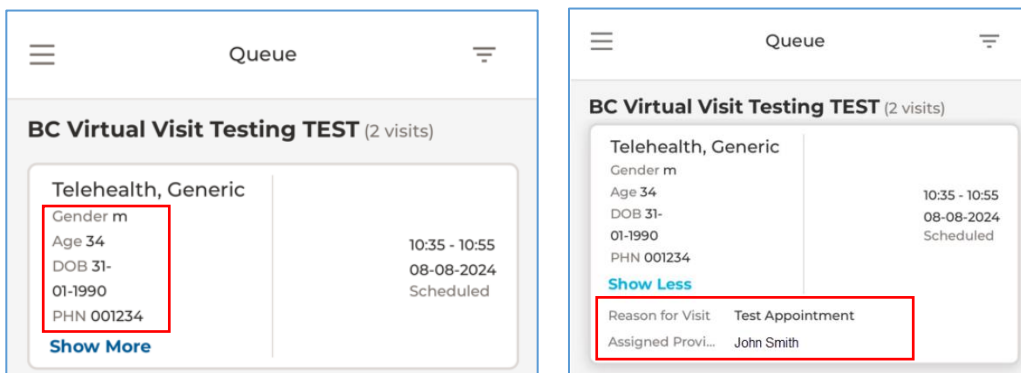 Queue
BC Virtual Visit Testing TEST (2 visits)
Telehealth, Generic
Gender m
Age 34
DOB 31-
01-1990
PHN 001234
Show More
10:35 - 10:55
08-08-2024
Scheduled
Queue
BC Virtual Visit Testing TEST (2 visits)
Telehealth, Generic
Gender m
Age 34
DOB 31-
01-1990
PHN 001234
Show Less
10:35 - 10:55
08-08-2024
Scheduled
Reason for Visit Test Appointment
Assigned Provi... John Smith